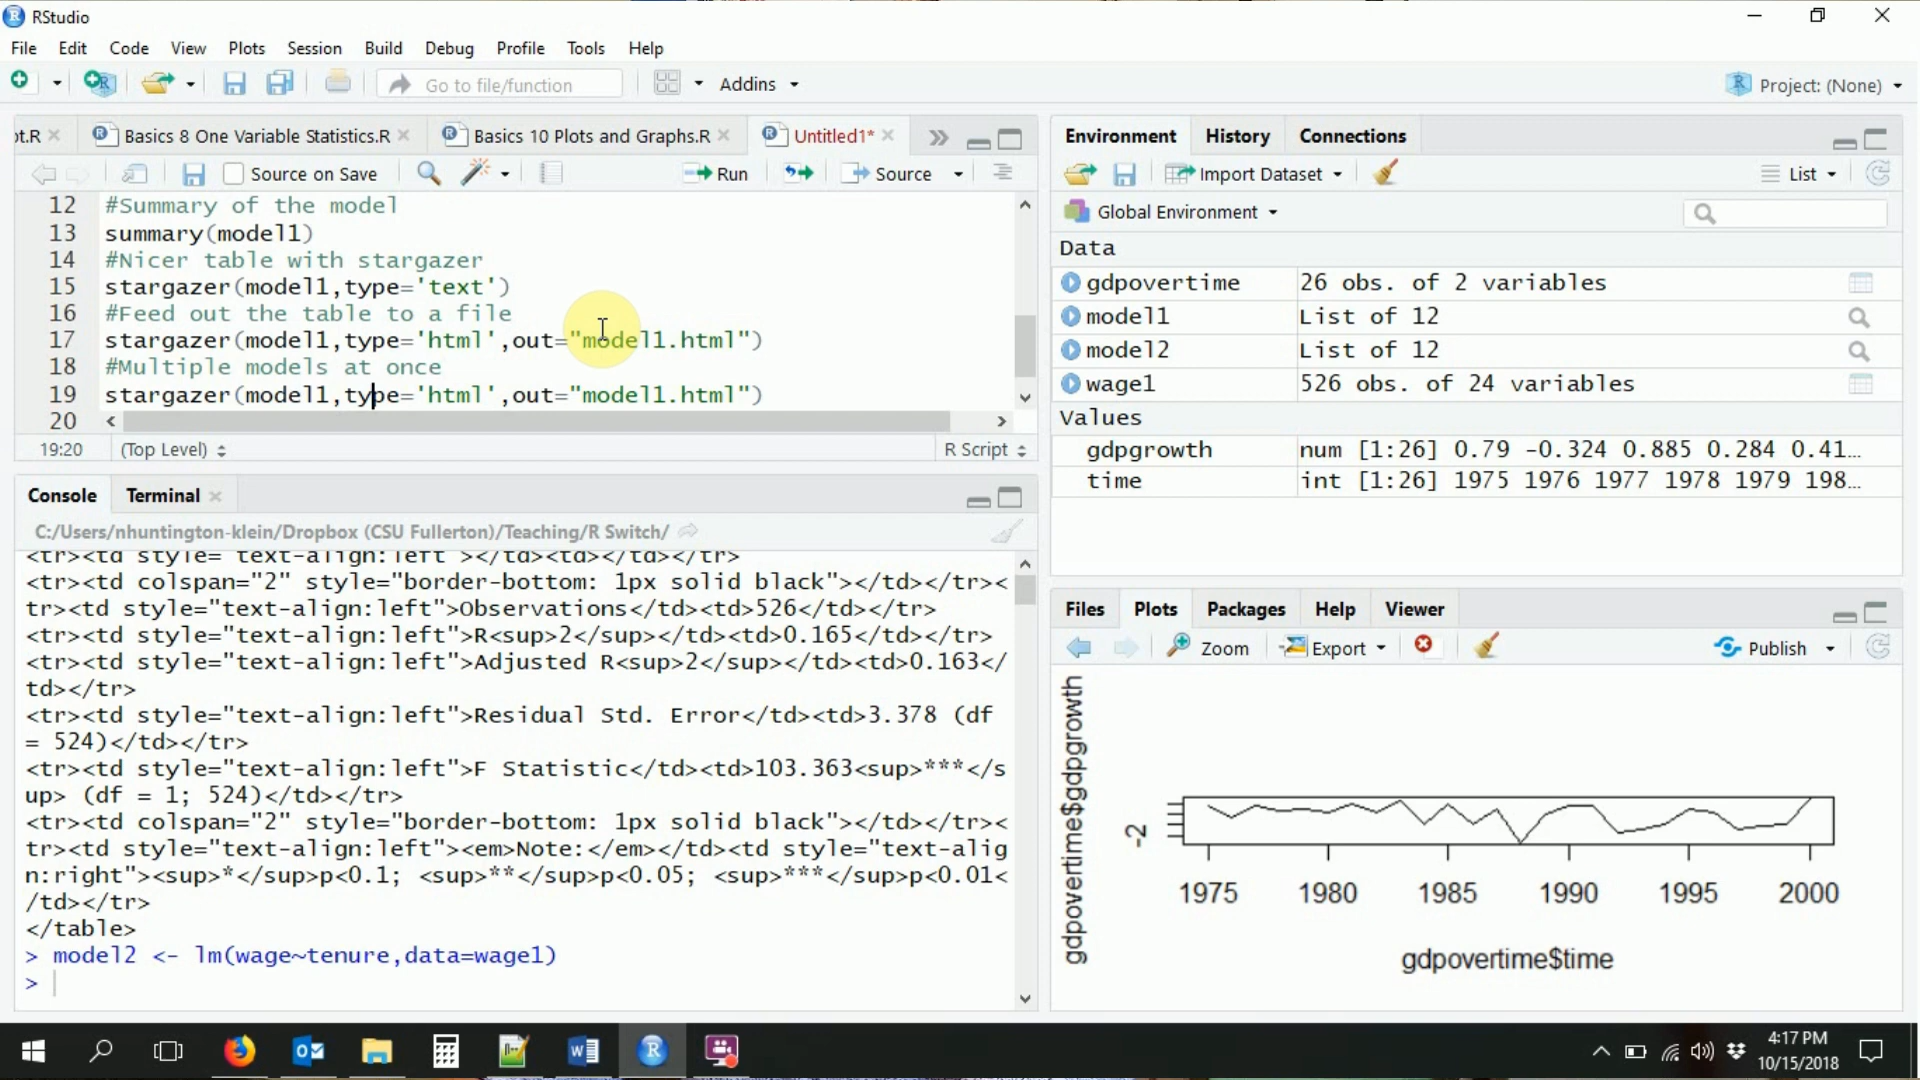 RStudio
File Edit Code View Plots Session Build Debug Profile Tools Help
Go to file/function Addins Project: (None)
ot.R Basics 8 One Variable Statistics.R Basics 10 Plots and Graphs.R Untitled1*
Source on Save Run Source
12 #Summary of the model
13 summary(model1)
14 #Nicer table with stargazer
15 stargazer(model1,type='text')
16 #Feed out the table to a file
17 stargazer(model1,type='html',out="model1.html")
18 #Multiple models at once
19 stargazer(model1,type='html',out="model1.html")
20
19:20 (Top Level) R Script
Console Terminal
C:/Users/nhuntington-klein/Dropbox (CSU Fullerton)/Teaching/R Switch/
<tr><td style="text-align:left"></td><td></td></tr>
<tr><td colspan="2" style="border-bottom: 1px solid black"></td></tr><
tr><td style="text-align:left">Observations</td><td>526</td></tr>
<tr><td style="text-align:left">R<sup>2</sup></td><td>0.165</td></tr>
<tr><td style="text-align:left">Adjusted R<sup>2</sup></td><td>0.163</
td></tr>
<tr><td style="text-align:left">Residual Std. Error</td><td>3.378 (df
= 524)</td></tr>
<tr><td style="text-align:left">F Statistic</td><td>103.363<sup>***</s
up> (df = 1; 524)</td></tr>
<tr><td colspan="2" style="border-bottom: 1px solid black"></td></tr><
tr><td style="text-align:left"><em>Note:</em></td><td style="text-alig
n:right"><sup>*</sup>p<0.1; <sup>**</sup>p<0.05; <sup>***</sup>p<0.01<
/td></tr>
</table>
> model2 <- lm(wage~tenure,data=wage1)
>
Environment History Connections
Import Dataset List
Global Environment
Data
gdpovertime 26 obs. of 2 variables
model1 List of 12
model2 List of 12
wage1 526 obs. of 24 variables
Values
gdpgrowth num [1:26] 0.79 -0.324 0.885 0.284 0.41…
time int [1:26] 1975 1976 1977 1978 1979 198…
Files Plots Packages Help Viewer
Zoom Export Publish
gdpovertime$gdpgrowth
-2
1975 1980 1985 1990 1995 2000
gdpovertime$time
4:17 PM
10/15/2018